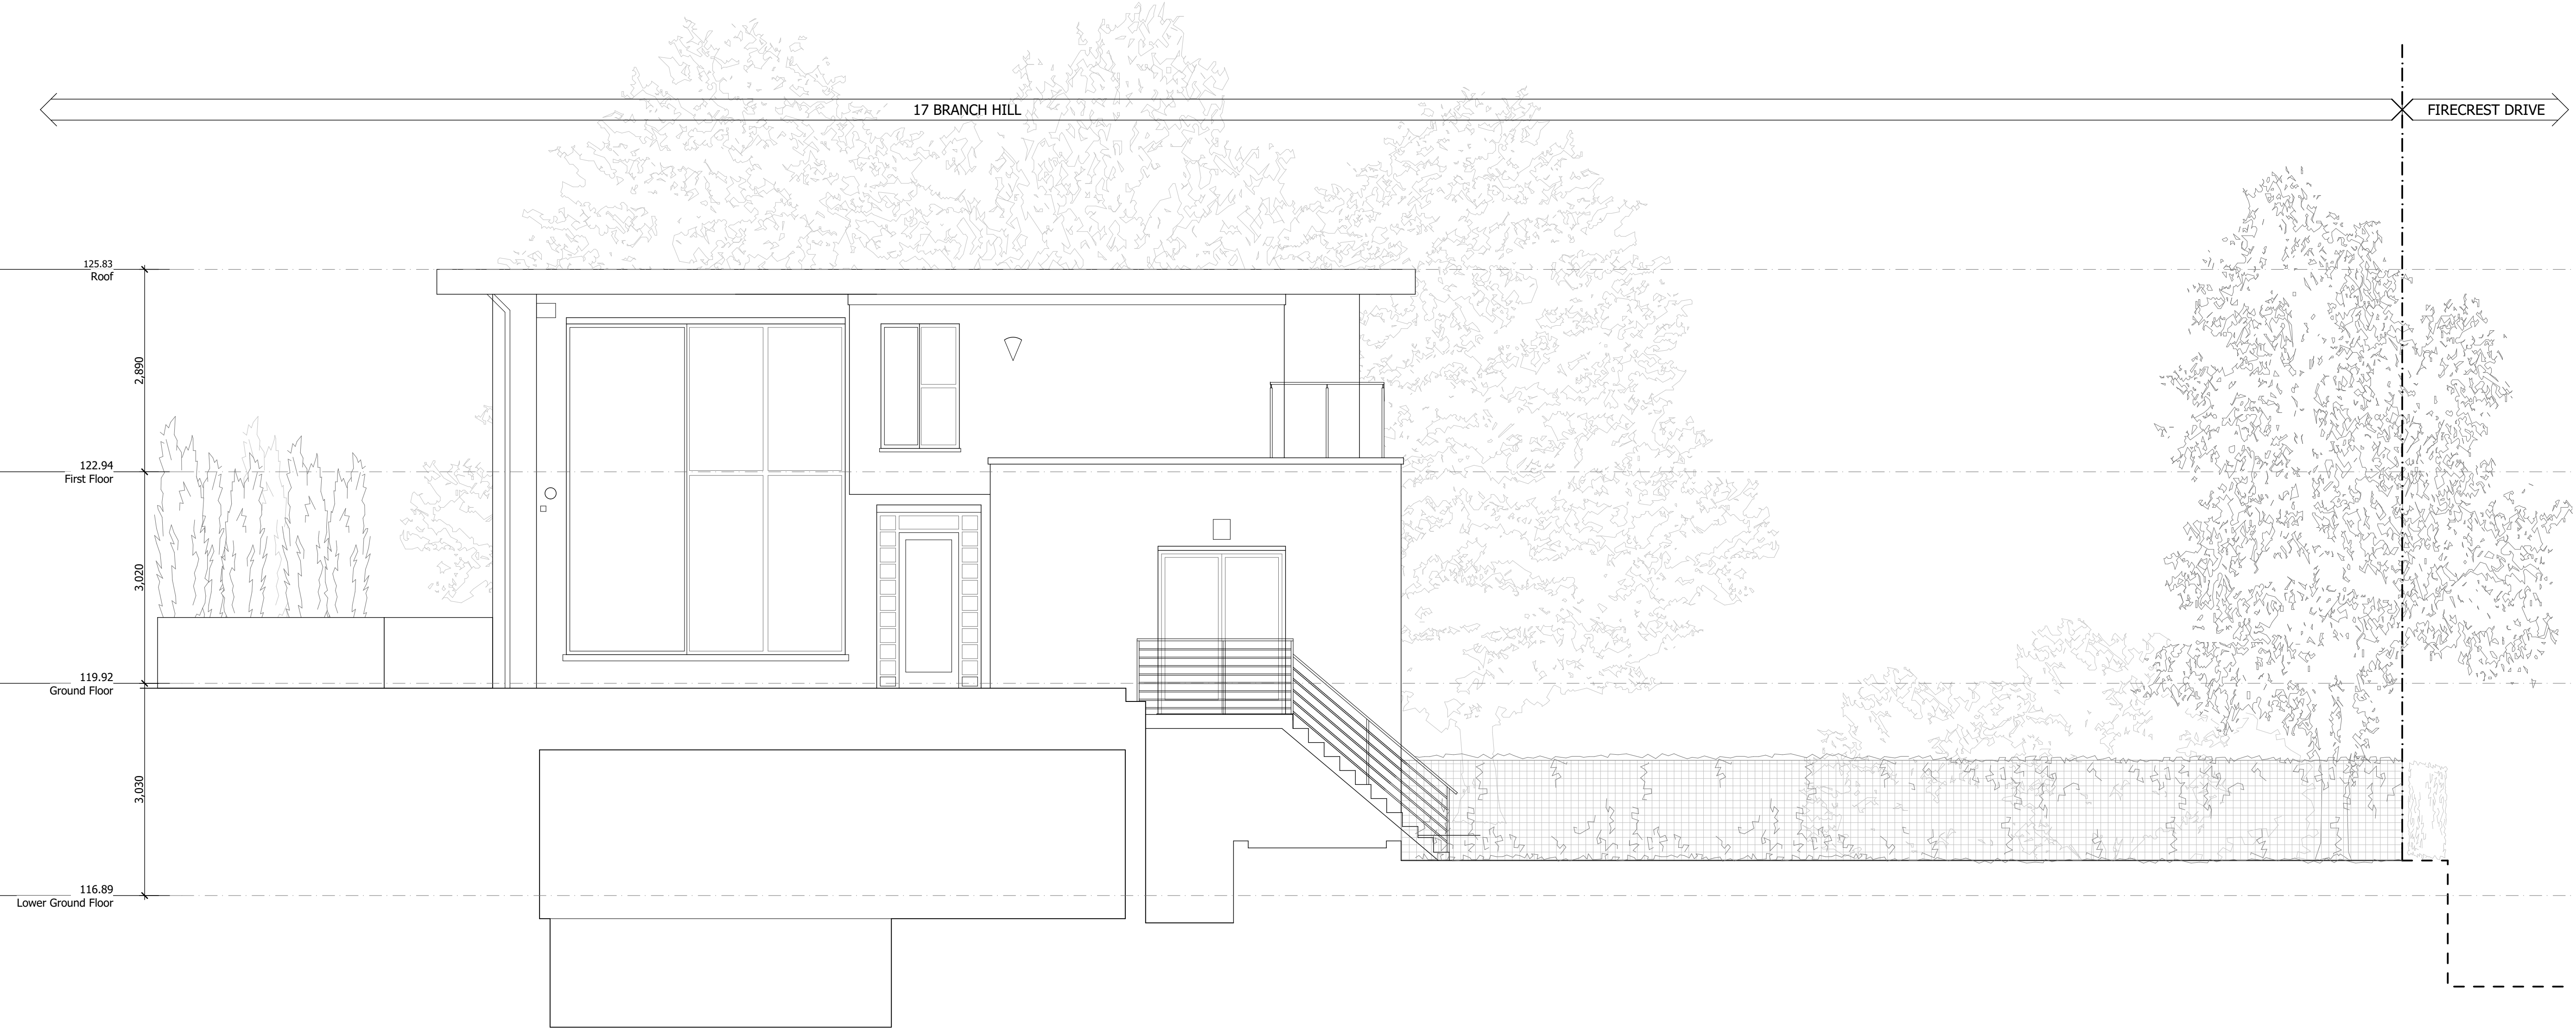 17 BRANCH HILL
FIRECREST DRIVE
125.83
Roof
2,890
122.94
First Floor
3,020
119.92
Ground Floor
3,030
116.89
Lower Ground Floor